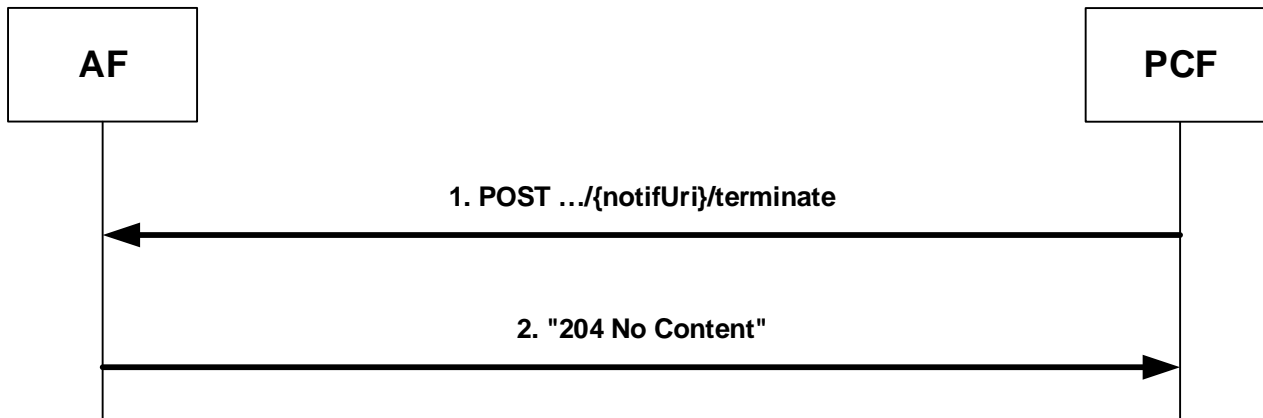 AF
PCF
1. POST …/{notifUri}/terminate
2. "204 No Content"